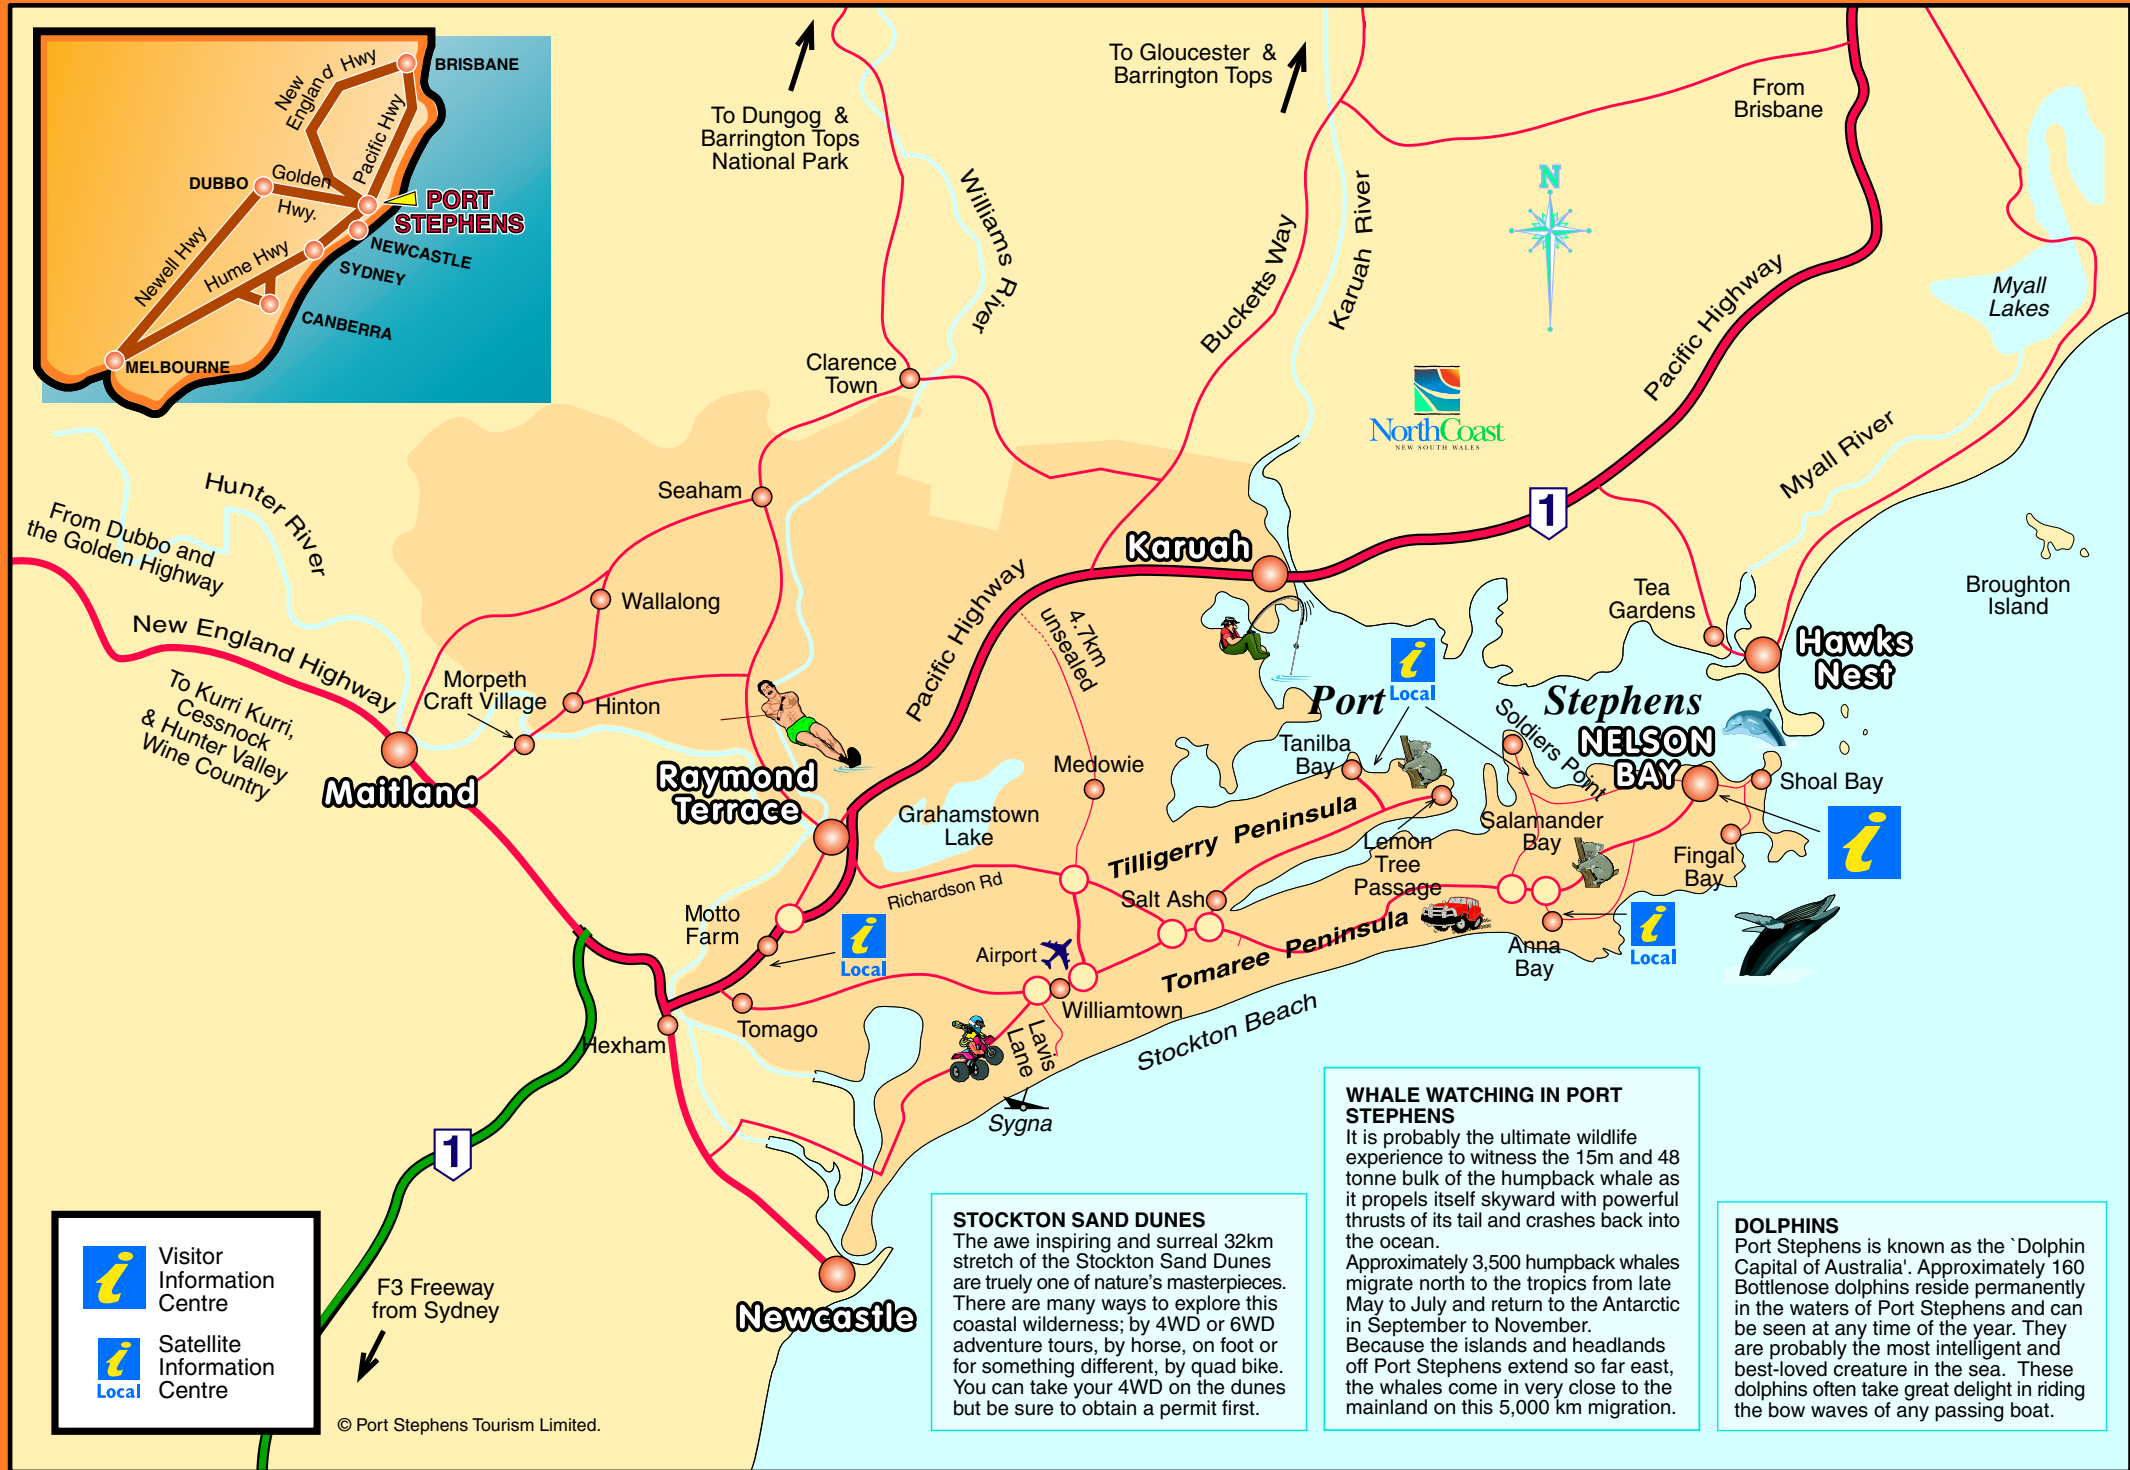 New
England Hwy
BRISBANE
Pacific Hwy
DUBBO
Golden
Hwy.
PORT
STEPHENS
NEWCASTLE
Newell Hwy
Hume Hwy
SYDNEY
CANBERRA
MELBOURNE
To Dungog &
Barrington Tops
National Park
To Gloucester &
Barrington Tops
From
Brisbane
N
Williams River
Bucketts Way
Karuah River
Pacific Highway
Myall
Lakes
NorthCoast
NEW SOUTH WALES
Clarence
Town
Myall River
Hunter River
From Dubbo and
the Golden Highway
Seaham
1
Karuah
Broughton
Island
Tea
Gardens
Hawks
Nest
Wallalong
New England Highway
Pacific Highway
4.7km
unsealed
Local
Port Stephens
To Kurri Kurri,
Cessnock
& Hunter Valley
Wine Country
Morpeth
Craft Village
Hinton
Soldiers Point
NELSON
BAY
Shoal Bay
Tanilba
Bay
Medowie
Maitland
Raymond
Terrace
Grahamstown
Lake
Tilligerry Peninsula
Lemon
Tree
Passage
Salamander
Bay
Fingal
Bay
Richardson Rd
Salt Ash
Motto
Farm
Local
Airport
Tomaree Peninsula
Anna
Bay
Local
Williamtown
Tomago
Hexham
Lavis
Lane
Stockton Beach
Sygna
1
Newcastle
F3 Freeway
from Sydney
Visitor
Information
Centre
Satellite
Information
Centre
Local
© Port Stephens Tourism Limited.
STOCKTON SAND DUNES
The awe inspiring and surreal 32km
stretch of the Stockton Sand Dunes
are truely one of nature's masterpieces.
There are many ways to explore this
coastal wilderness; by 4WD or 6WD
adventure tours, by horse, on foot or
for something different, by quad bike.
You can take your 4WD on the dunes
but be sure to obtain a permit first.
WHALE WATCHING IN PORT
STEPHENS
It is probably the ultimate wildlife
experience to witness the 15m and 48
tonne bulk of the humpback whale as
it propels itself skyward with powerful
thrusts of its tail and crashes back into
the ocean.
Approximately 3,500 humpback whales
migrate north to the tropics from late
May to July and return to the Antarctic
in September to November.
Because the islands and headlands
off Port Stephens extend so far east,
the whales come in very close to the
mainland on this 5,000 km migration.
DOLPHINS
Port Stephens is known as the `Dolphin
Capital of Australia'. Approximately 160
Bottlenose dolphins reside permanently
in the waters of Port Stephens and can
be seen at any time of the year. They
are probably the most intelligent and
best-loved creature in the sea. These
dolphins often take great delight in riding
the bow waves of any passing boat.